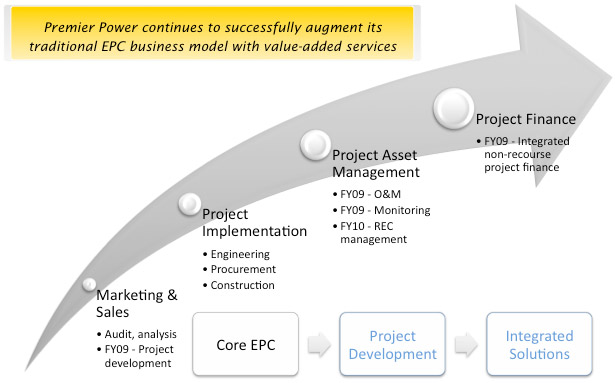 Premier Power continues to successfully augment its
traditional EPC business model with value-added services
Project Finance
• FY09 - Integrated
non-recourse
project finance
Project Asset
Management
• FY09 - O&M
• FY09 - Monitoring
• FY10 - REC
management
Project
Implementation
• Engineering
• Procurement
• Construction
Marketing &
Sales
• Audit, analysis
• FY09 - Project
development
Core EPC
Project
Development
Integrated
Solutions